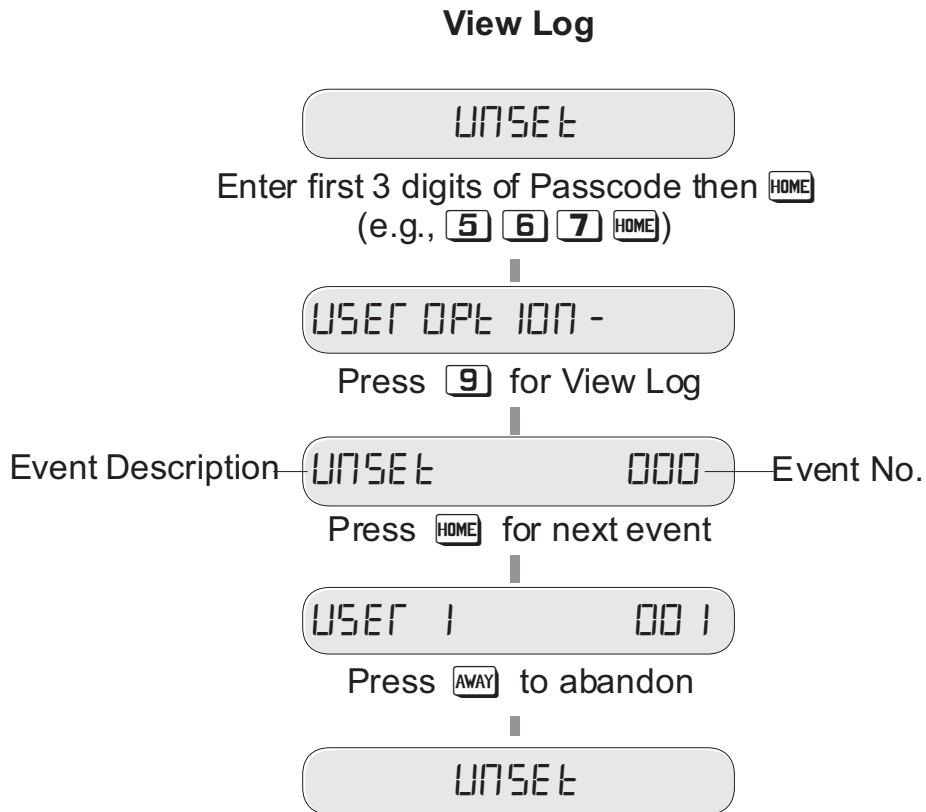 View Log
UNSEt
Enter first 3 digits of Passcode then HOME
(e.g., 5 6 7 HOME)
USEr OPtION -
Press 9 for View Log
Event Description UNSEt 000 Event No.
Press HOME for next event
USEr 1 001
Press AWAY to abandon
UNSEt